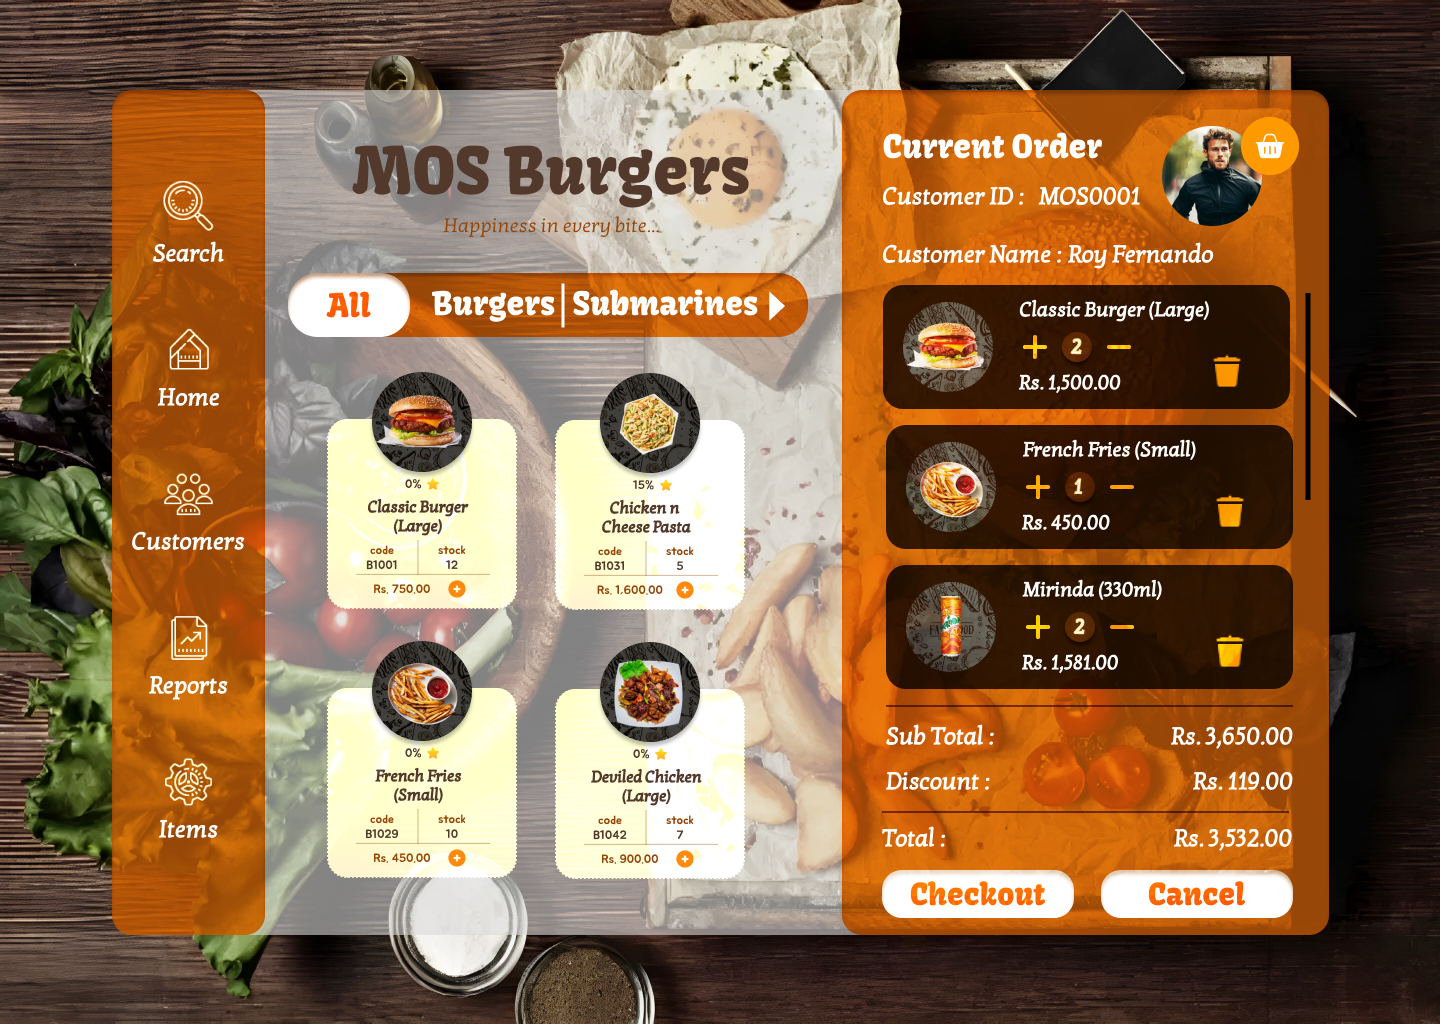 Search
Home
Customers
Reports
Items
MOS Burgers
Happiness in every bite...
All
Burgers
Submarines
0%
Classic Burger
(Large)
code
stock
B1001
12
Rs. 750.00
15%
Chicken n
Cheese Pasta
code
stock
B1031
5
Rs. 1.600.00
0%
French Fries
(Small)
code
stock
B1029
10
Rs. 450.00
0%
Deviled Chicken
(Large)
code
stock
B1042
7
Rs. 900.00
Current Order
Customer ID : MOS0001
Customer Name : Roy Fernando
Classic Burger (Large)
2
Rs. 1,500.00
French Fries (Small)
1
Rs. 450.00
Mirinda (330ml)
2
Rs. 1,581.00
Sub Total : Rs. 3,650.00
Discount : Rs. 119.00
Total : Rs. 3,532.00
Checkout
Cancel